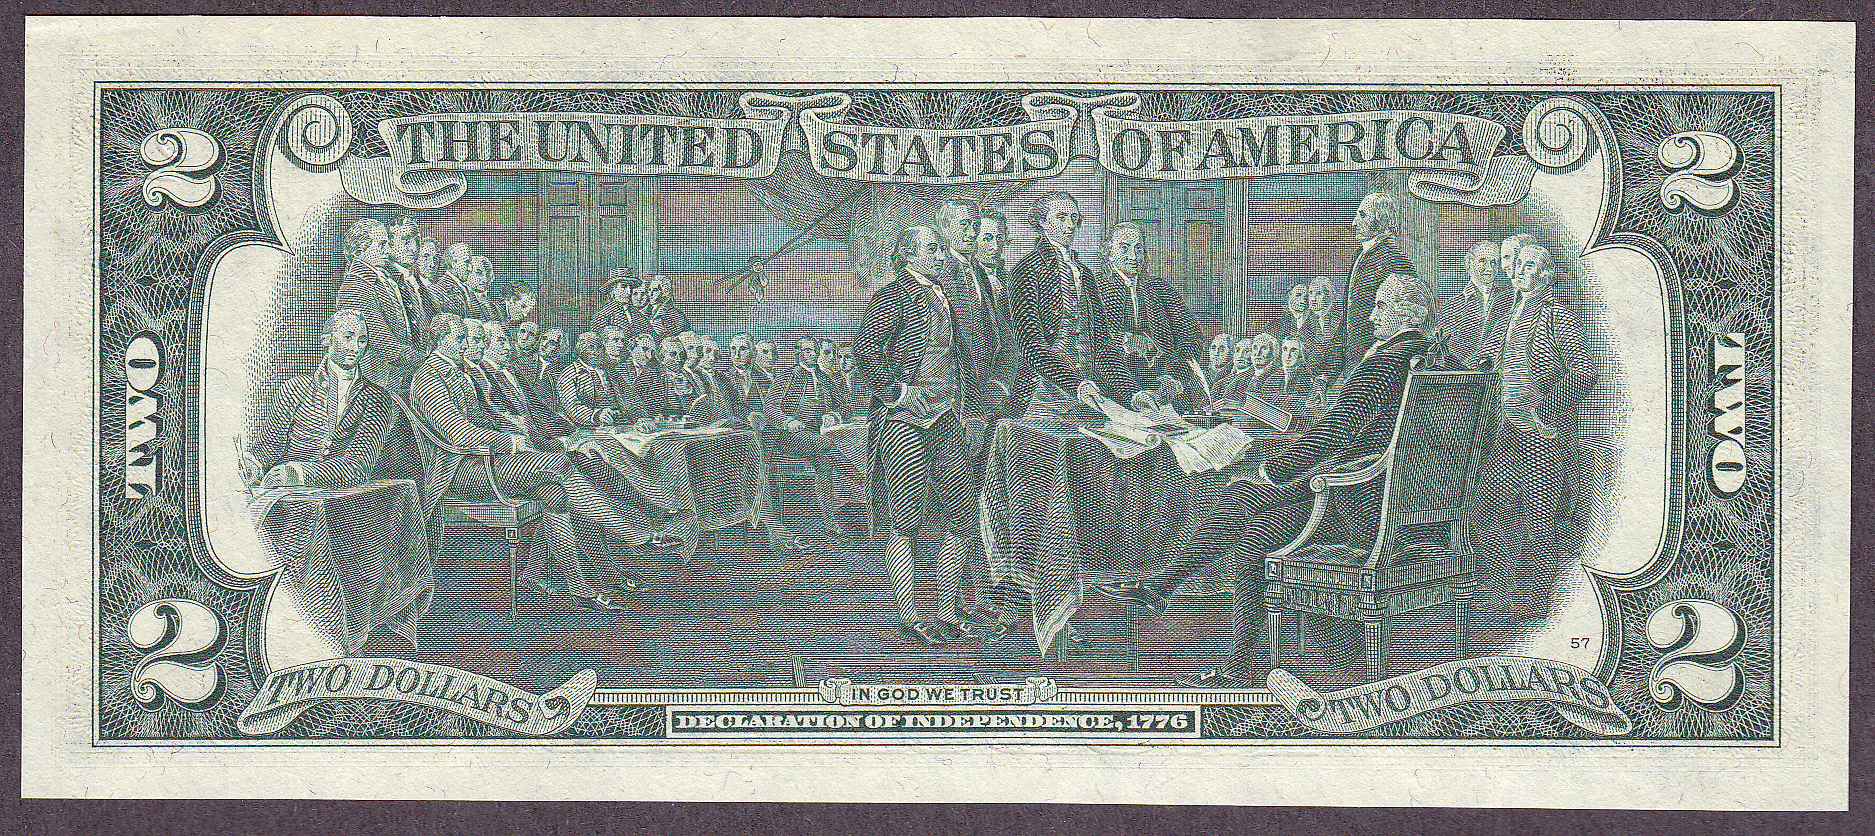 2 THE UNITED STATES OF AMERICA 2
TWO
TWO
57
2 TWO DOLLARS
IN GOD WE TRUST
DECLARATION OF INDEPENDENCE, 1776
TWO DOLLARS 2